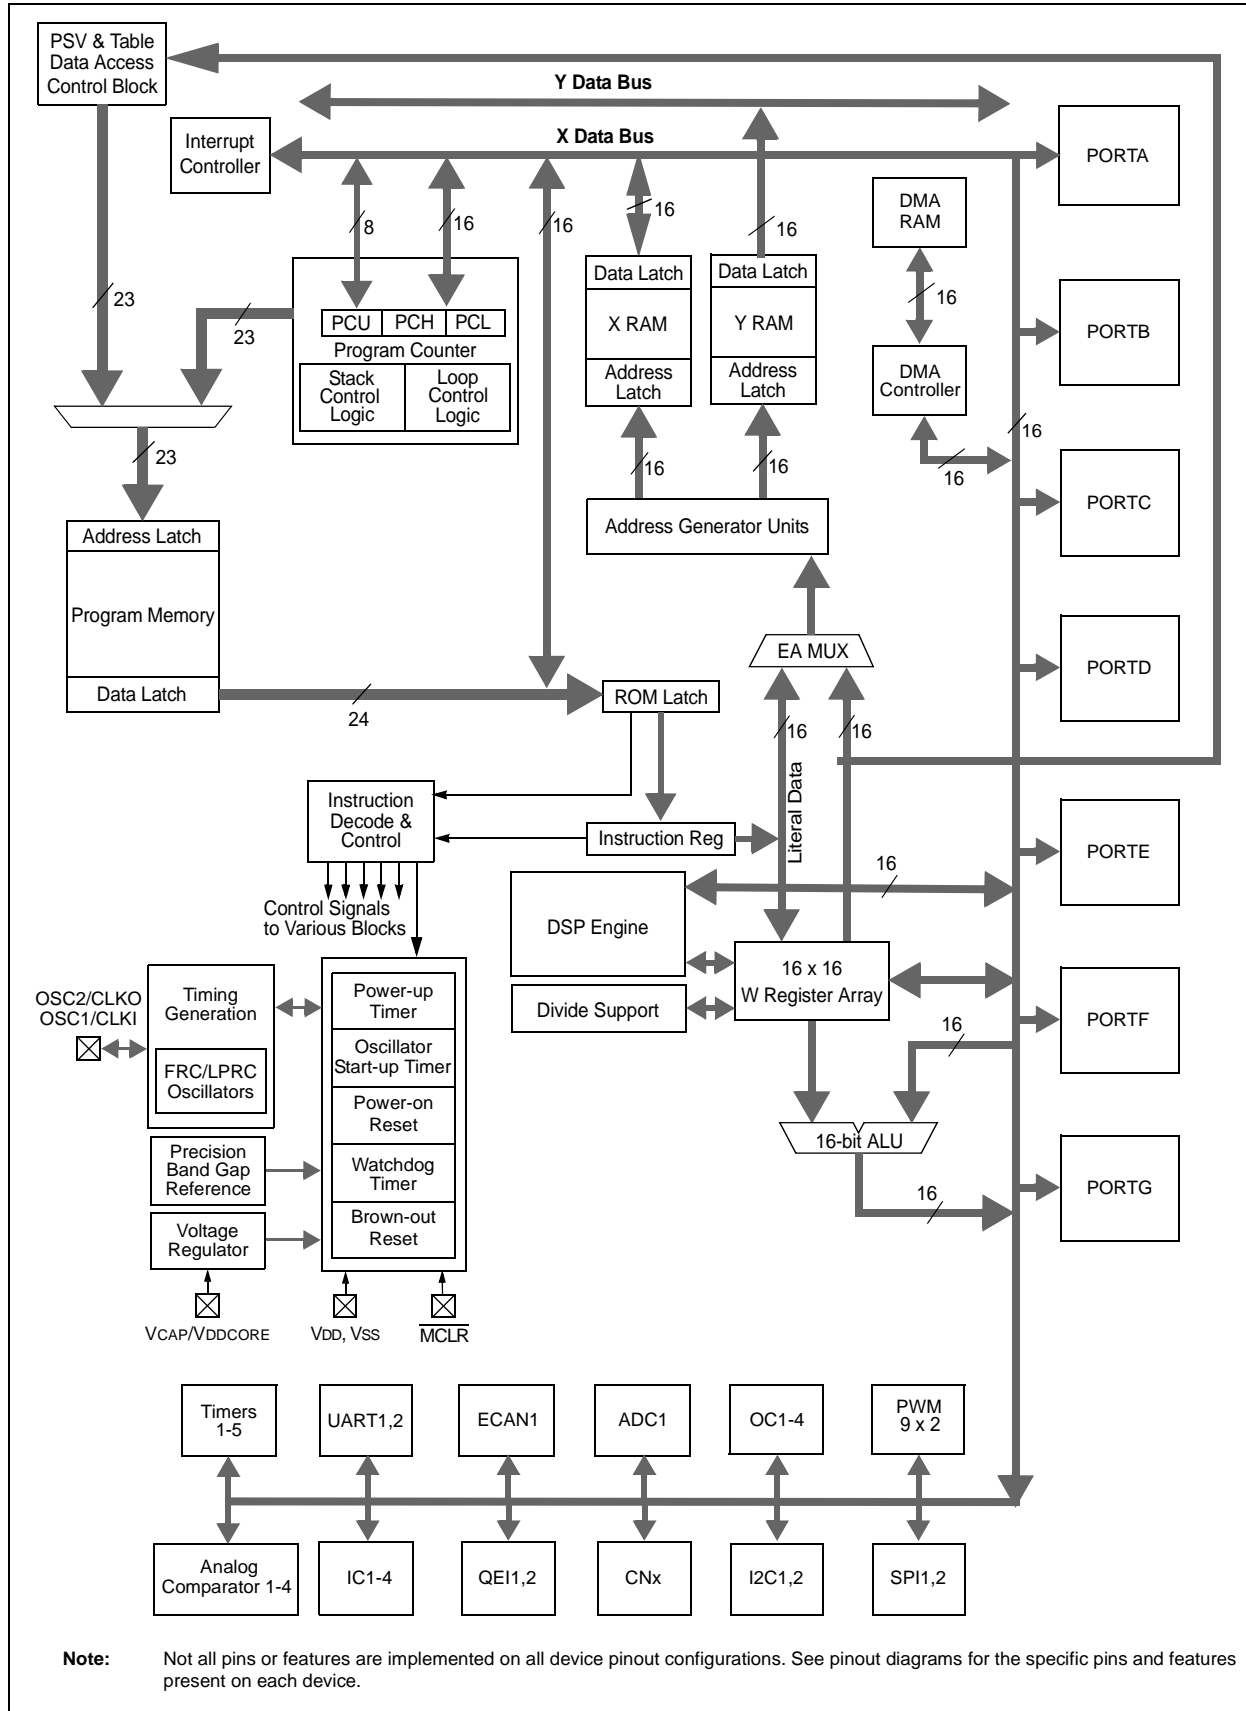 PSV & Table
Data Access
Control Block
Y Data Bus
X Data Bus
Interrupt
Controller
PORTA
8
16
16
16
16
DMA
RAM
23
23
Data Latch
X RAM
Address
Latch
Data Latch
Y RAM
Address
Latch
16
PCU
PCH
PCL
Program Counter
Stack
Control
Logic
Loop
Control
Logic
PORTB
DMA
Controller
16
16
23
16
16
PORTC
Address Latch
Program Memory
Data Latch
Address Generator Units
EA MUX
PORTD
24
ROM Latch
16
16
Literal Data
Instruction
Decode &
Control
Instruction Reg
PORTE
16
Control Signals
to Various Blocks
DSP Engine
16 x 16
W Register Array
Divide Support
PORTF
OSC2/CLKO
OSC1/CLKI
Timing
Generation
FRC/LPRC
Oscillators
Power-up
Timer
Oscillator
Start-up Timer
Power-on
Reset
Watchdog
Timer
Brown-out
Reset
16
16-bit ALU
Precision
Band Gap
Reference
16
PORTG
Voltage
Regulator
VCAP/VDDCORE
VDD, VSS
MCLR
Timers
1-5
UART1,2
ECAN1
ADC1
OC1-4
PWM
9 x 2
Analog
Comparator 1-4
IC1-4
QEI1,2
CNx
I2C1,2
SPI1,2
Note: Not all pins or features are implemented on all device pinout configurations. See pinout diagrams for the specific pins and features
present on each device.